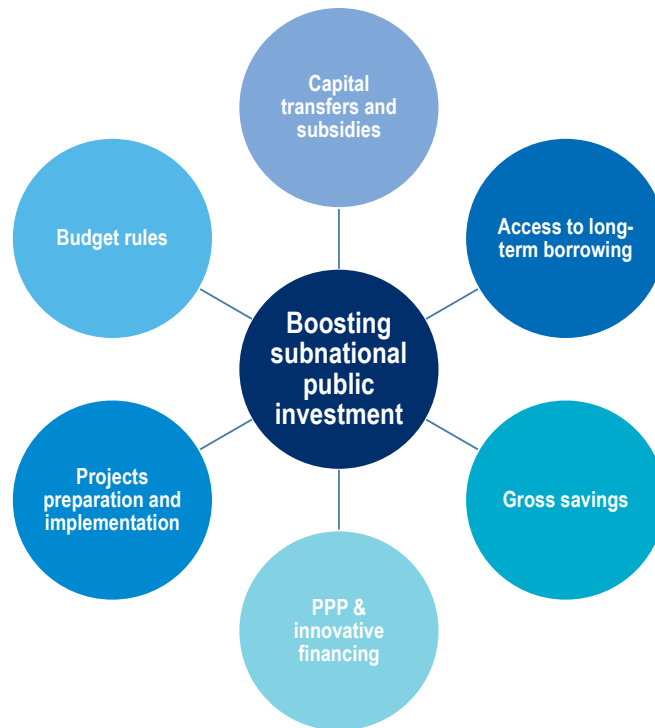 Capital
transfers and
subsidies
Budget rules
Access to long-
term borrowing
Boosting
subnational
public
investment
Projects
preparation and
implementation
Gross savings
PPP &
innovative
financing